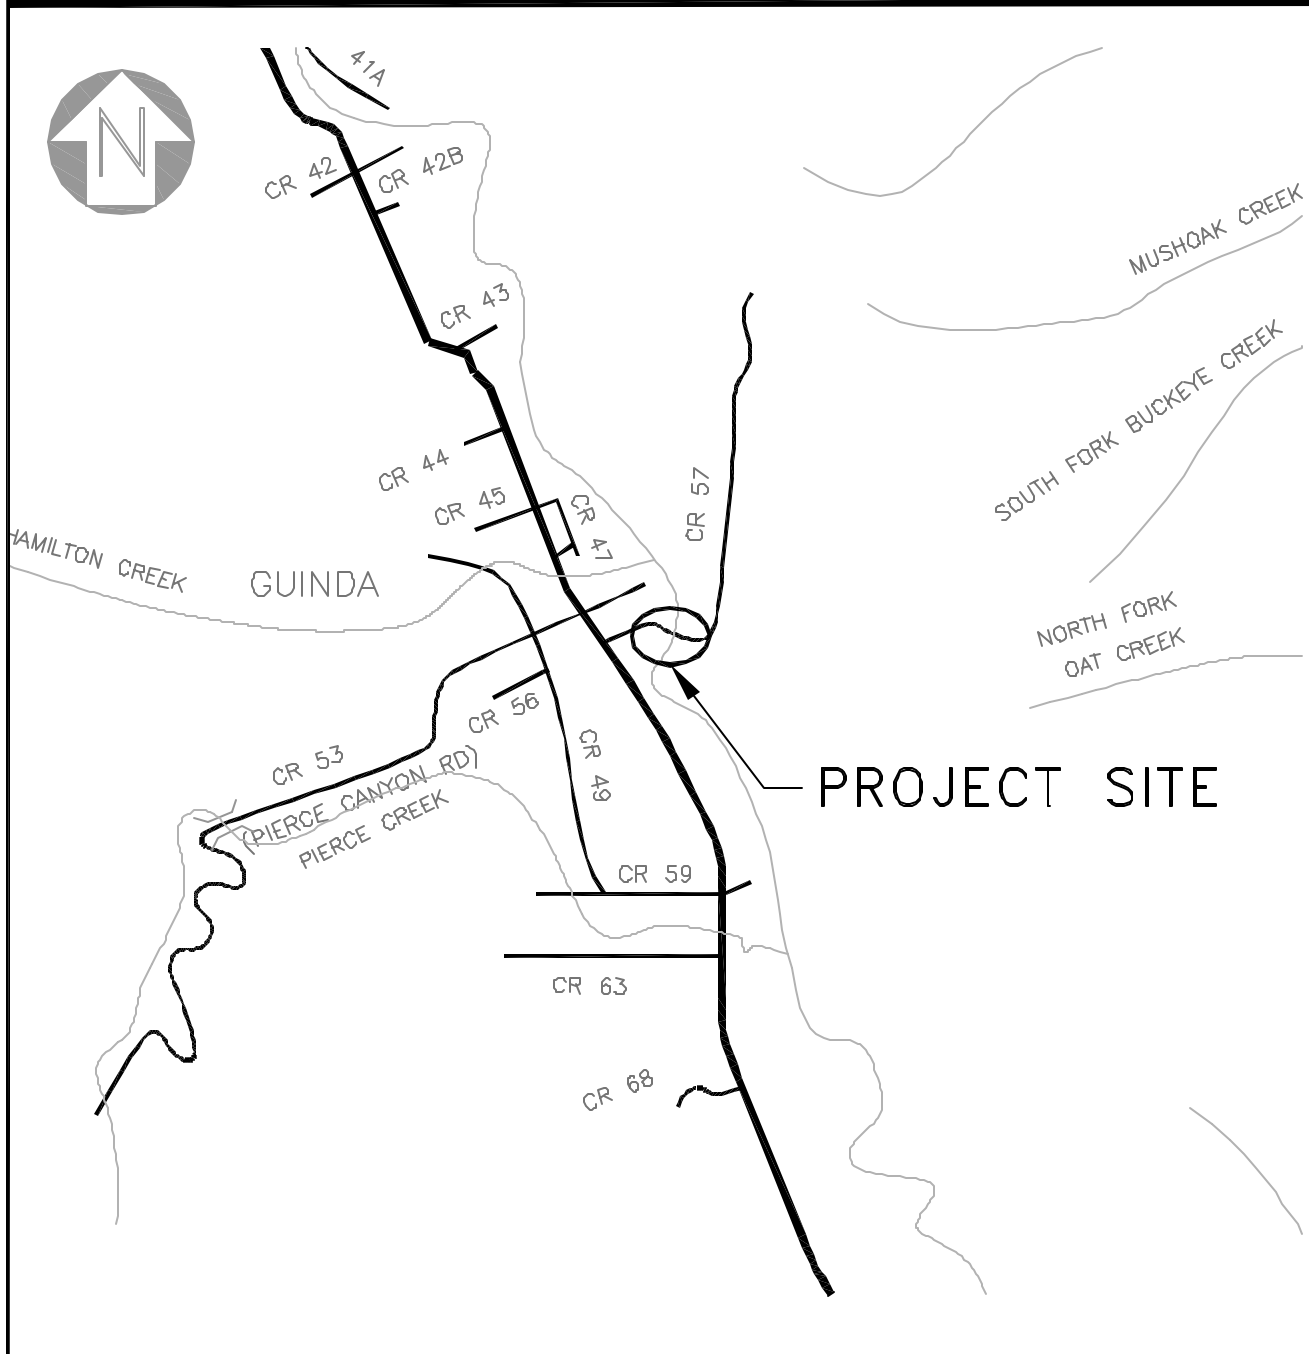 41A
N
CR 42
CR 42B
MUSHOAK CREEK
CR 43
SOUTH FORK BUCKEYE CREEK
CR 44
CR 45
CR 47
CR 57
HAMILTON CREEK
GUINDA
NORTH FORK
OAT CREEK
CR 56
CR 53
(PIERCE CANYON RD)
PIERCE CREEK
CR 49
PROJECT SITE
CR 59
CR 63
CR 68